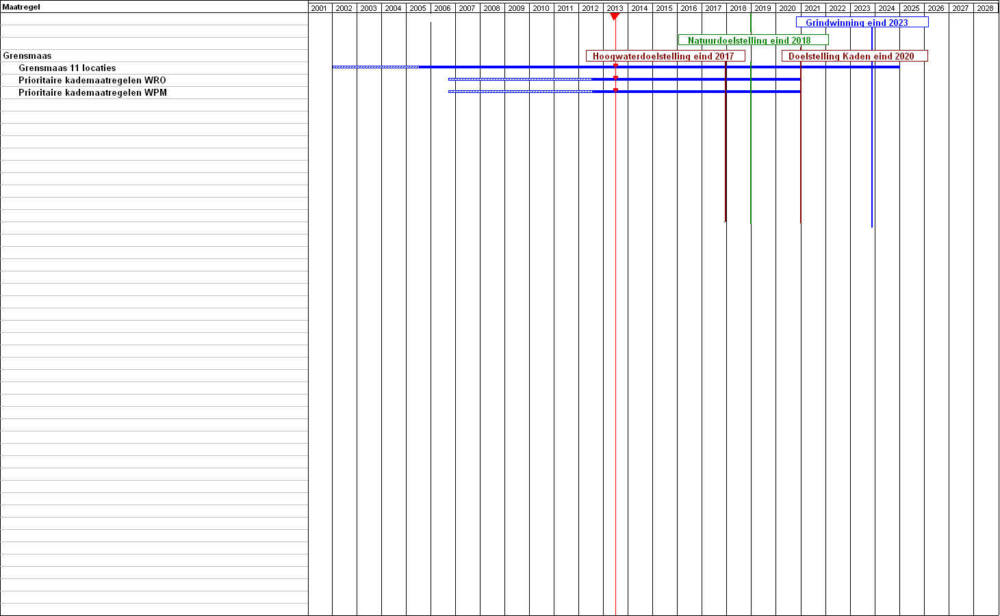 Maatregel 2001 2002 2003 2004 2005 2006 2007 2008 2009 2010 2011 2012 2013 2014 2015 2016 2017 2018 2019 2020 2021 2022 2023 2024 2025 2026 2027 2028
Grindwinning eind 2023
Natuurdoelstelling eind 2018
Grensmaas Hoogwaterdoelstelling eind 2017 Doelstelling Kaden eind 2020
Grensmaas 11 locaties
Prioritaire kademaatregelen WRO
Prioritaire kademaatregelen WPM